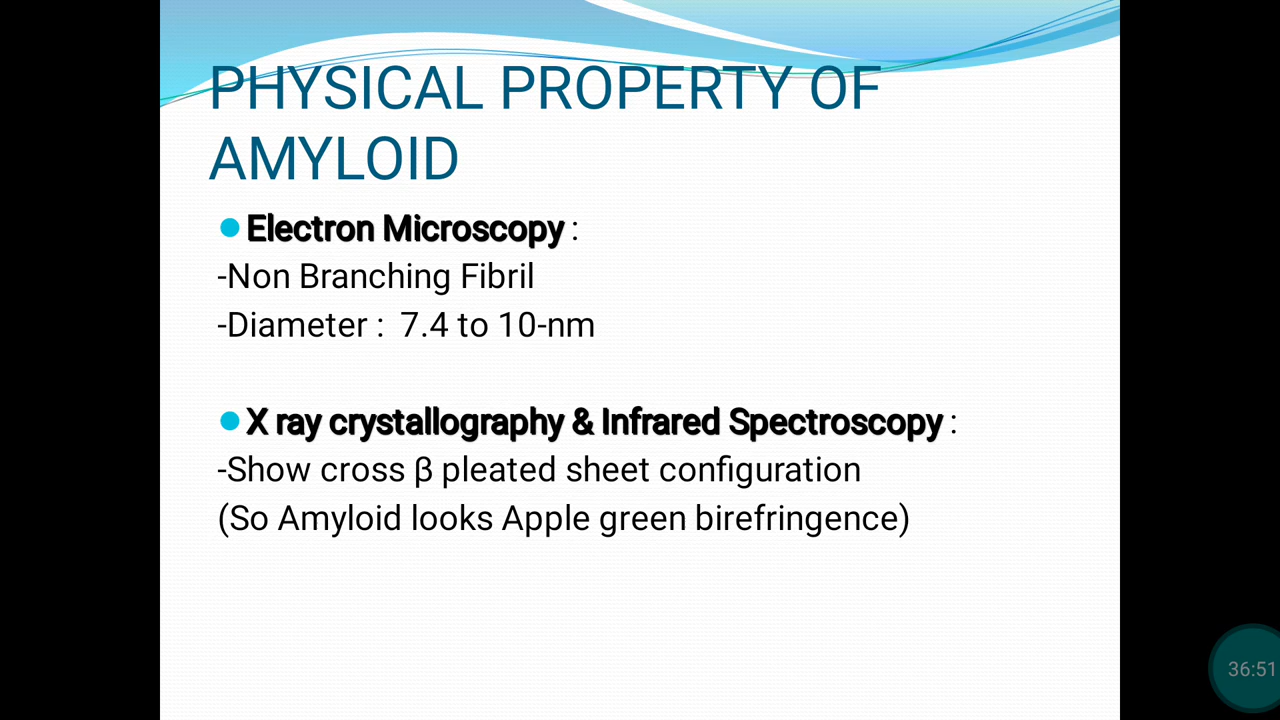 PHYSICAL PROPERTY OF
AMYLOID
Electron Microscopy :
-Non Branching Fibril
-Diameter : 7.4 to 10-nm
X ray crystallography & Infrared Spectroscopy :
-Show cross β pleated sheet configuration
(So Amyloid looks Apple green birefringence)
36:51